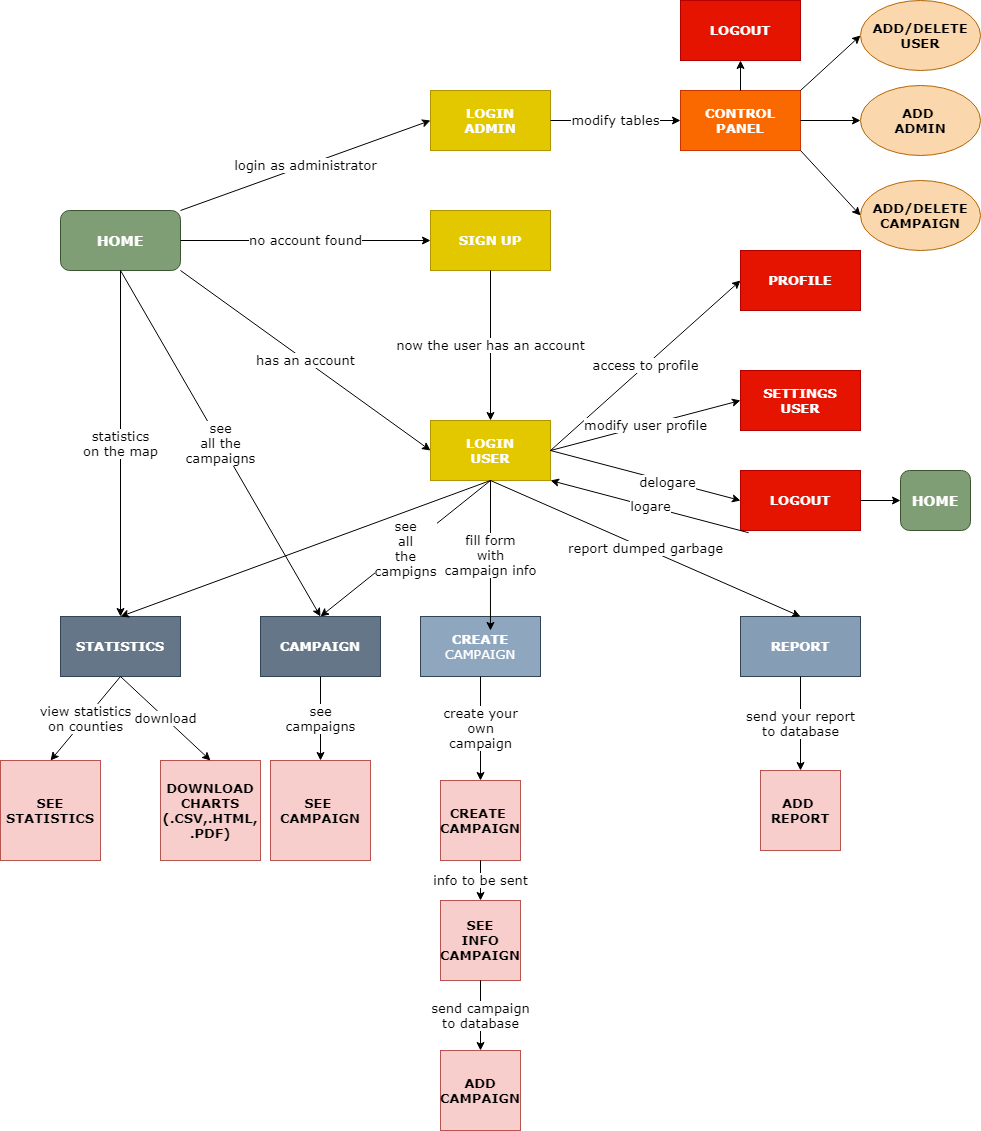 LOGOUT
ADD/DELETE
USER
LOGIN
ADMIN
modify tables
CONTROL
PANEL
ADD
ADMIN
login as administrator
ADD/DELETE
CAMPAIGN
HOME
no account found
SIGN UP
PROFILE
now the user has an account
has an account
access to profile
SETTINGS
USER
modify user profile
see
all the
campaigns
statistics
on the map
LOGIN
USER
delogare
logare
LOGOUT
HOME
see
all
the
campigns
fill form
with
campaign info
report dumped garbage
STATISTICS
CAMPAIGN
CREATE
CAMPAIGN
REPORT
view statistics
on counties
download
see
campaigns
create your
own
campaign
send your report
to database
SEE
STATISTICS
DOWNLOAD
CHARTS
(.CSV,.HTML,
.PDF)
SEE
CAMPAIGN
CREATE
CAMPAIGN
ADD
REPORT
info to be sent
SEE
INFO
CAMPAIGN
send campaign
to database
ADD
CAMPAIGN